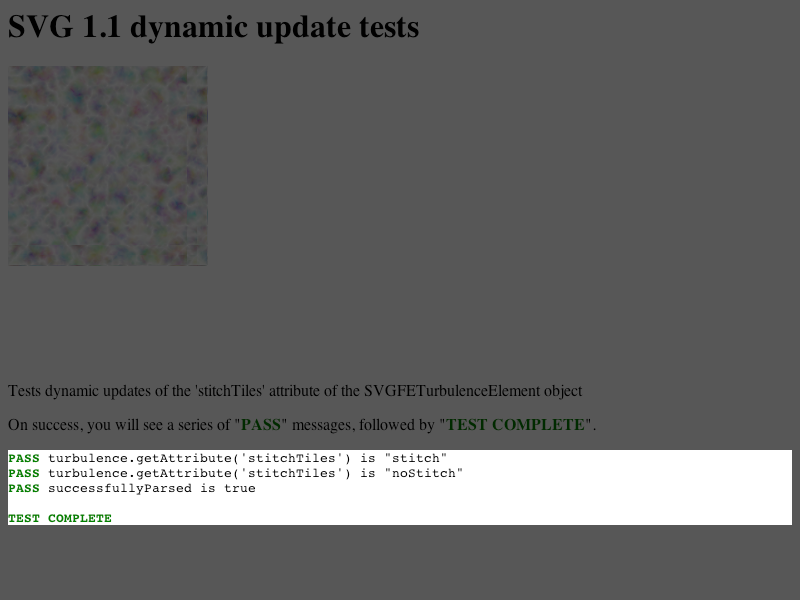 SVG 1.1 dynamic update tests
Tests dynamic updates of the 'stitchTiles' attribute of the SVGFETurbulenceElement object
On success, you will see a series of "PASS" messages, followed by "TEST COMPLETE".
PASS turbulence.getAttribute('stitchTiles') is "stitch"
PASS turbulence.getAttribute('stitchTiles') is "noStitch"
PASS successfullyParsed is true
TEST COMPLETE